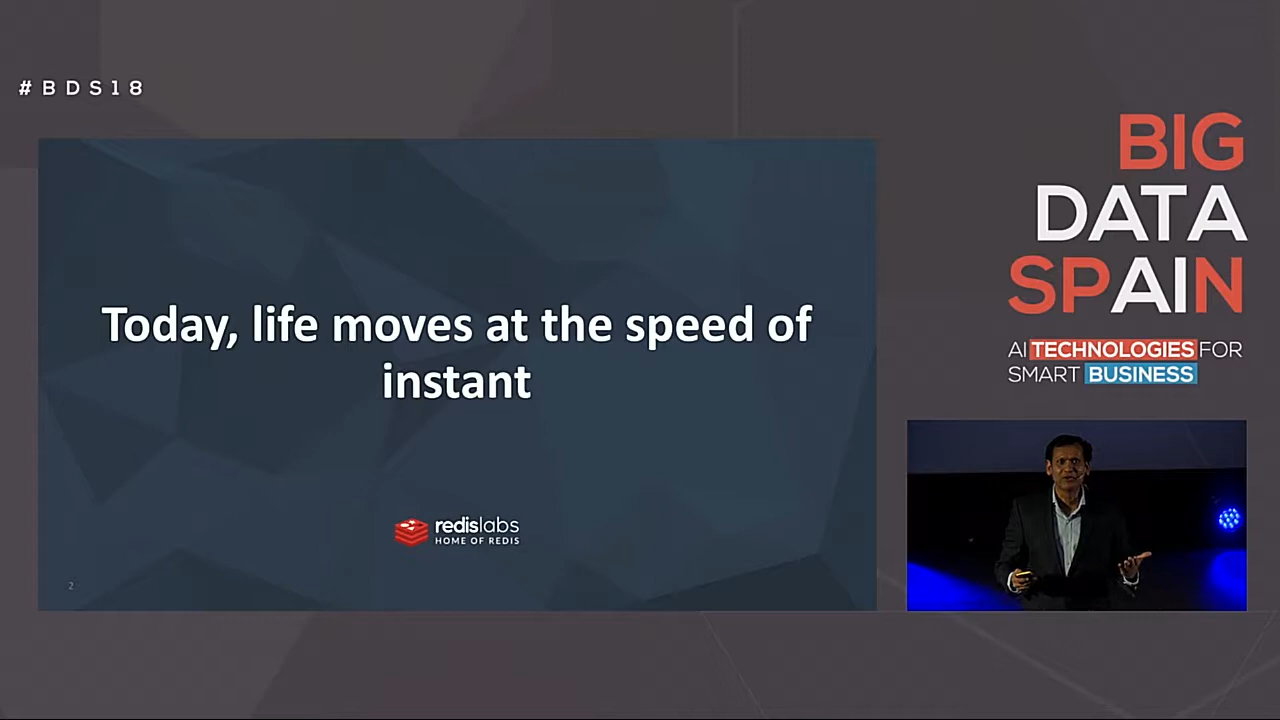 #BDS18
BIG
DATA
SPAIN
AI TECHNOLOGIES FOR
SMART BUSINESS
Today, life moves at the speed of
instant
redislabs
HOME OF REDIS
2